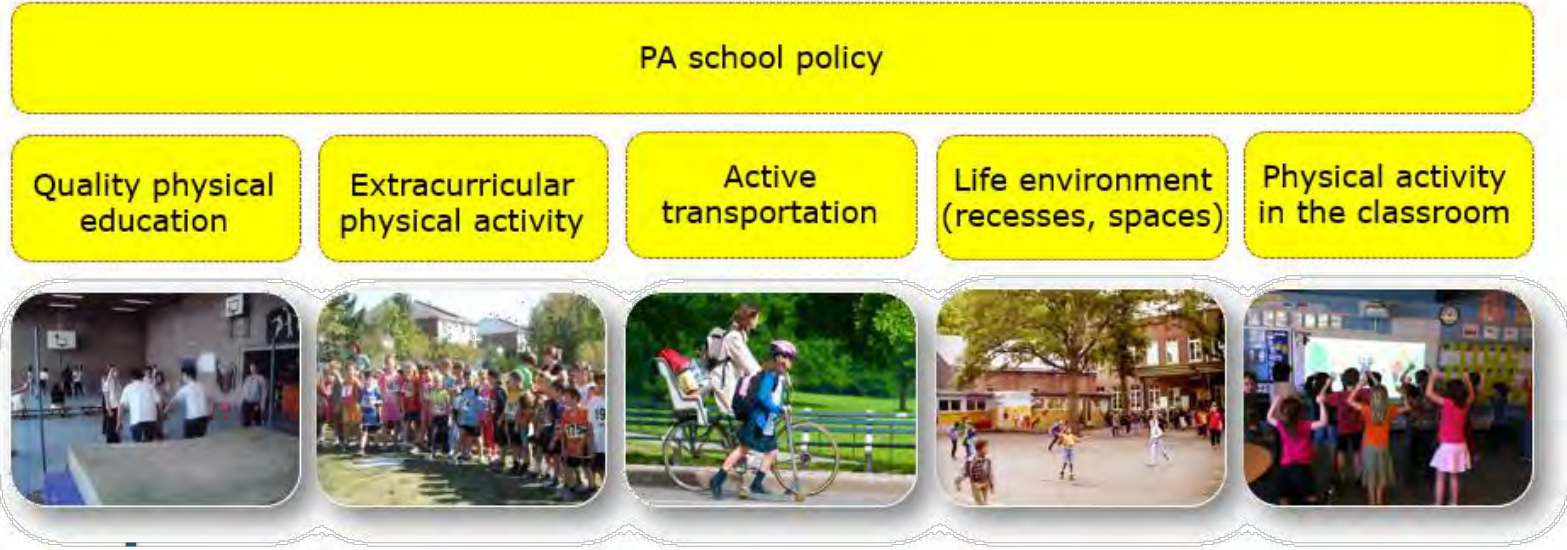 PA school policy
Quality physical
education
Extracurricular
physical activity
Active
transportation
Life environment
(recesses, spaces)
Physical activity
in the classroom